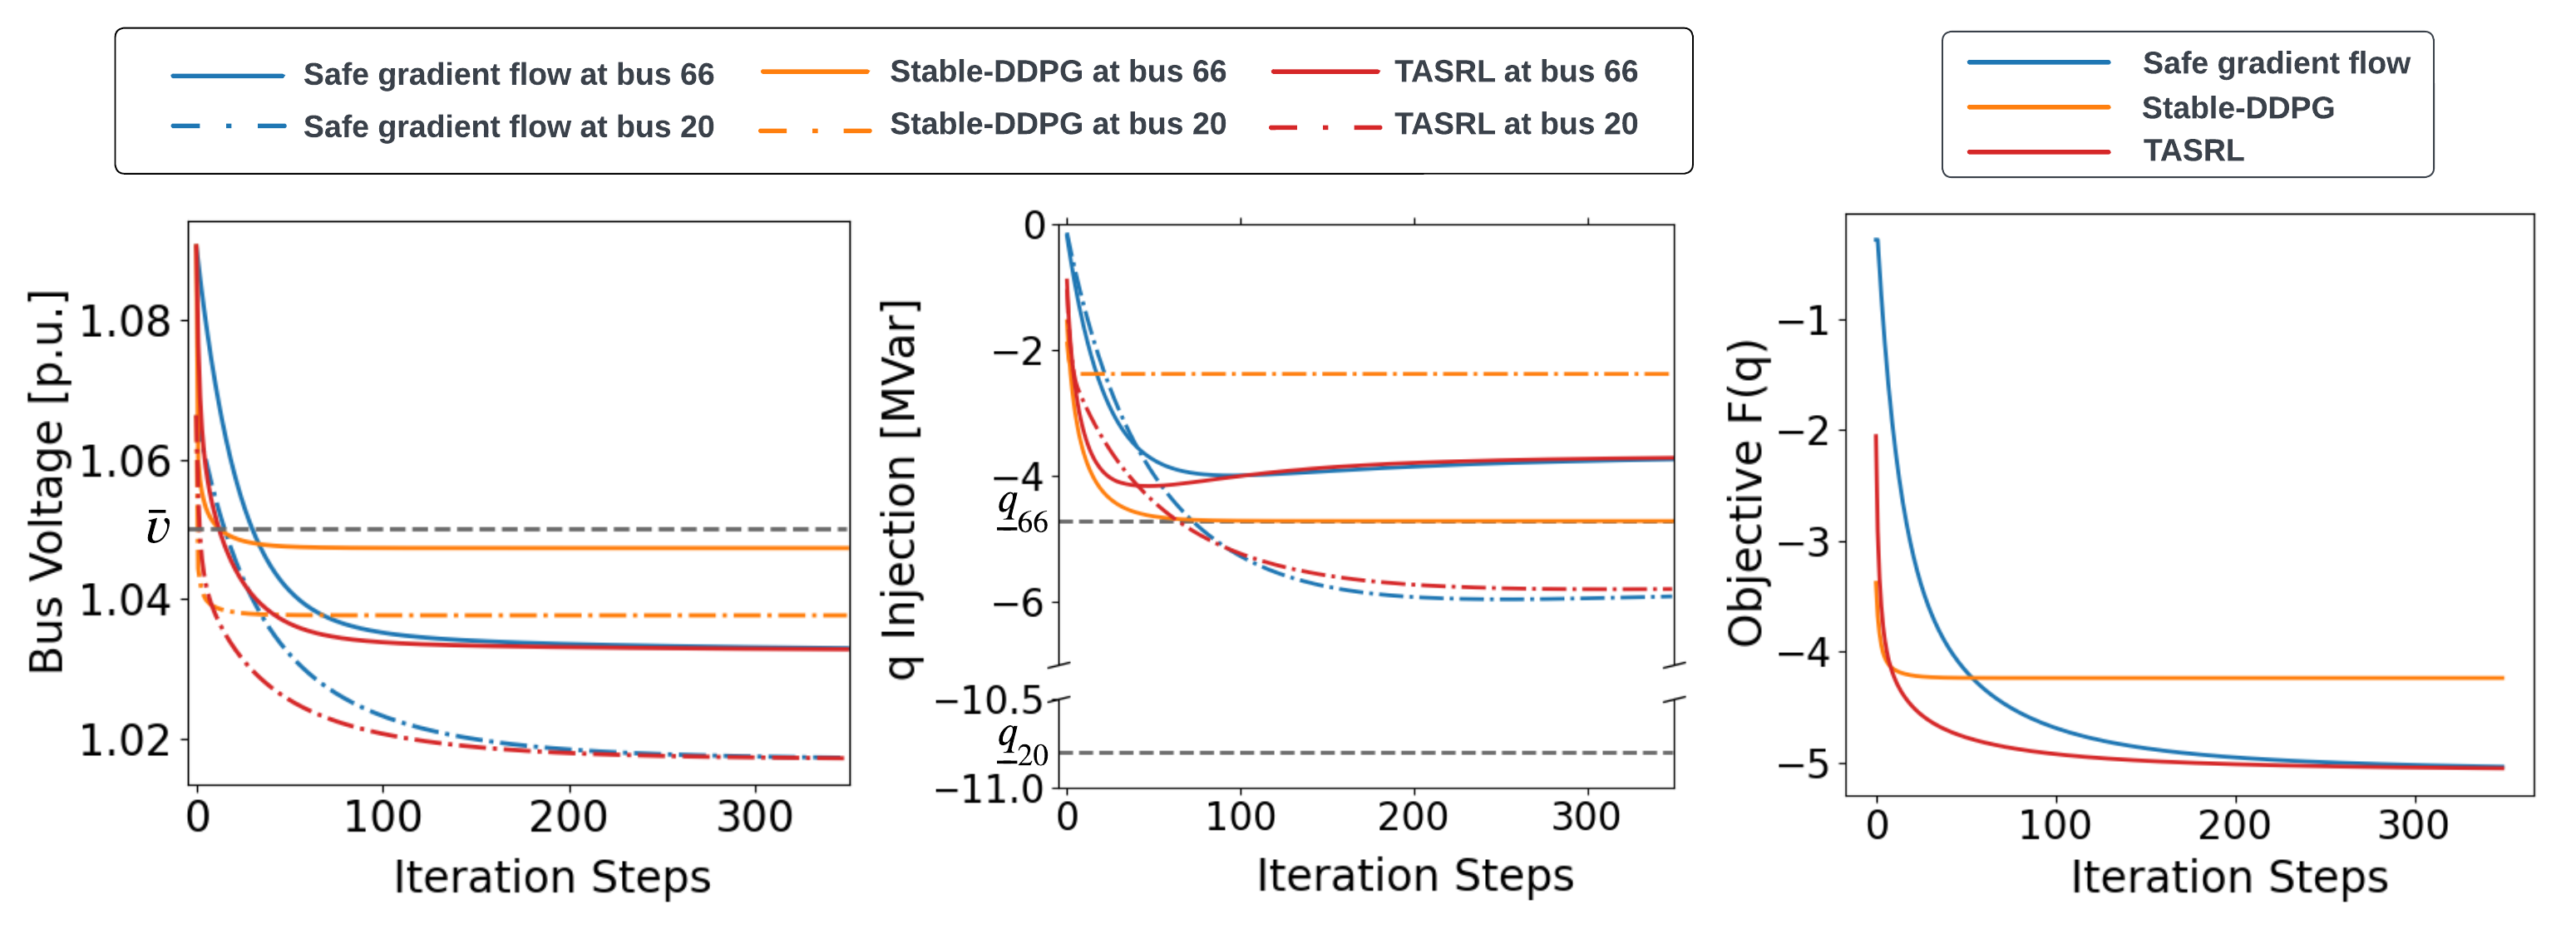 Safe gradient flow at bus 66
Stable-DDPG at bus 66
TASRL at bus 66
Safe gradient flow at bus 20
Stable-DDPG at bus 20
TASRL at bus 20
Safe gradient flow
Stable-DDPG
TASRL
Bus Voltage [p.u.]
1.08
1.06
v̄
1.04
1.02
0
100
200
300
Iteration Steps
q Injection [MVar]
0
−2
−4
q̲66
−6
−10.5
q̲20
−11.0
0
100
200
300
Iteration Steps
Objective F(q)
−1
−2
−3
−4
−5
0
100
200
300
Iteration Steps